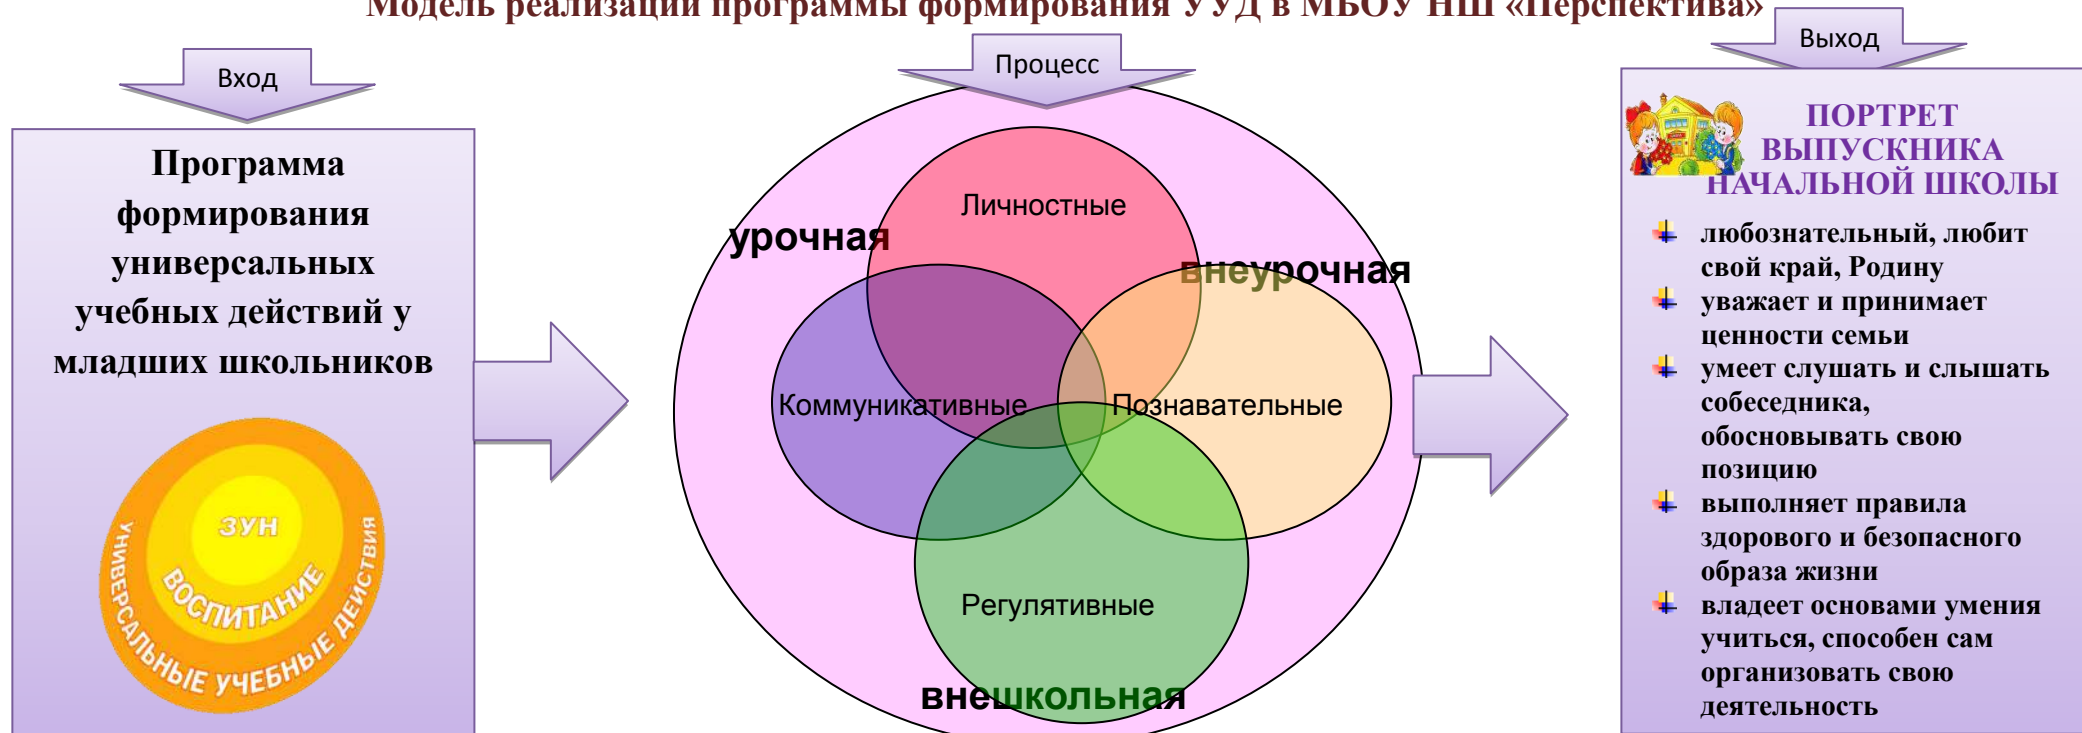 Модель реализации программы формирования УУД в МБОУ НШ «Перспектива»
Вход
Программа
формирования
универсальных
учебных действий у
младших школьников
ЗУН
ВОСПИТАНИЕ
УНИВЕРСАЛЬНЫЕ УЧЕБНЫЕ ДЕЙСТВИЯ
Процесс
Личностные
урочная
внеурочная
Коммуникативные
Познавательные
Регулятивные
внешкольная
Выход
ПОРТРЕТ
ВЫПУСКНИКА
НАЧАЛЬНОЙ ШКОЛЫ
любознательный, любит
свой край, Родину
уважает и принимает
ценности семьи
умеет слушать и слышать
собеседника,
обосновывать свою
позицию
выполняет правила
здорового и безопасного
образа жизни
владеет основами умения
учиться, способен сам
организовать свою
деятельность